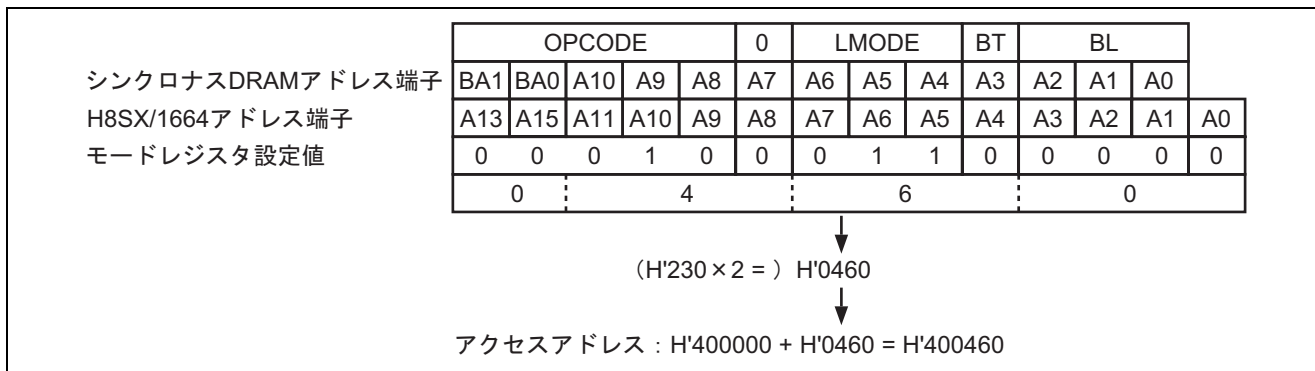 OPCODE 0 LMODE BT BL
シンクロナスDRAMアドレス端子 BA1 BA0 A10 A9 A8 A7 A6 A5 A4 A3 A2 A1 A0
H8SX/1664アドレス端子 A13 A15 A11 A10 A9 A8 A7 A6 A5 A4 A3 A2 A1 A0
モードレジスタ設定値 0 0 0 1 0 0 0 1 1 0 0 0 0 0
0 4 6 0
（H'230×2 = ）H'0460
アクセスアドレス：H'400000 + H'0460 = H'400460